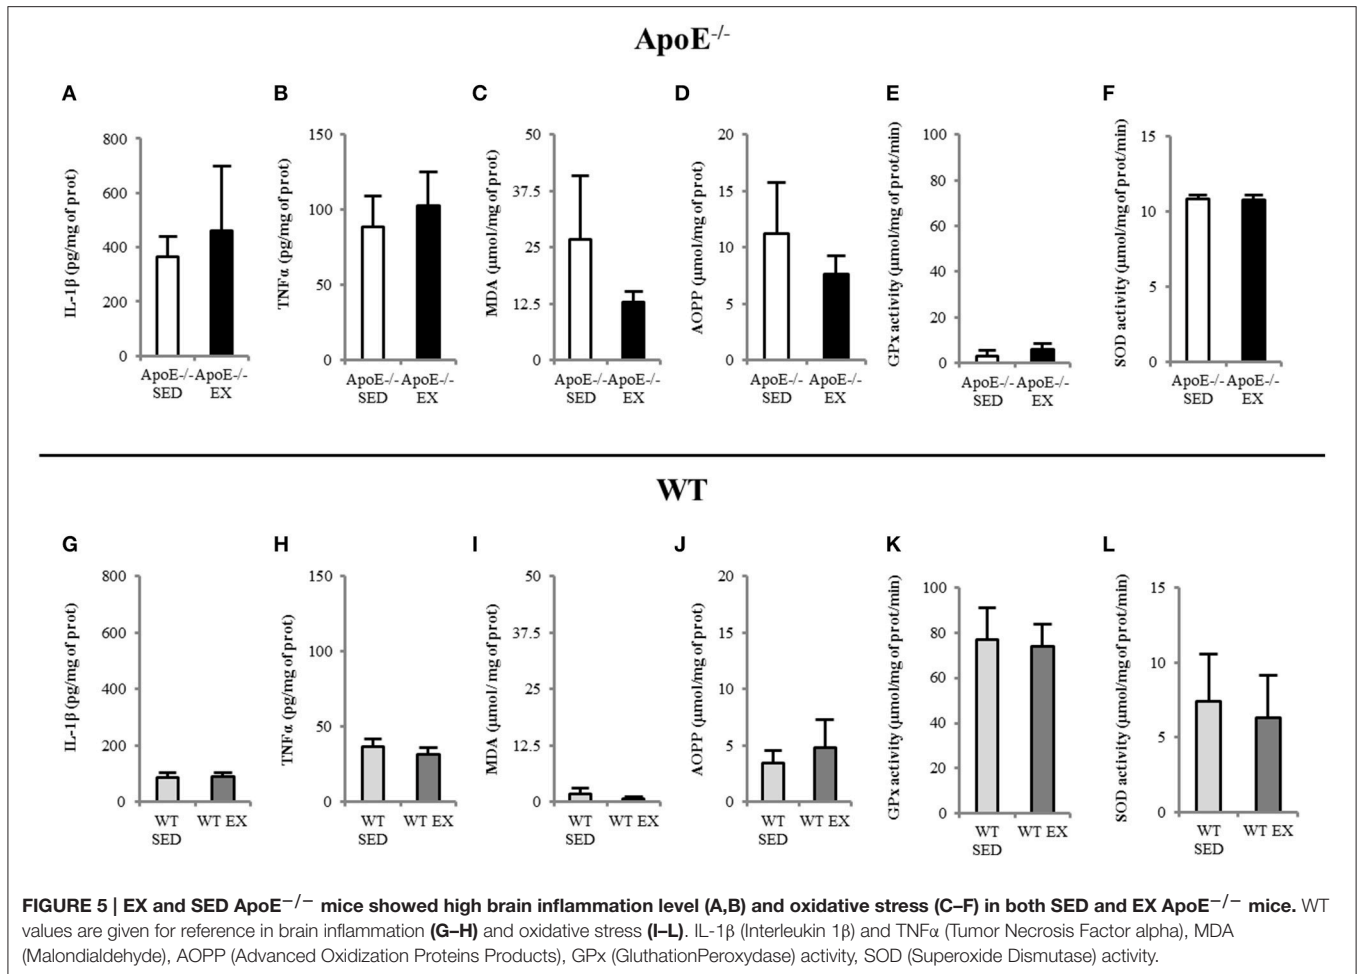 ApoE-/-
A
B
C
D
E
F
IL-1β (pg/mg of prot)
800
600
400
200
0
ApoE-/- ApoE-/-
SED EX
TNFα (pg/mg of prot)
150
100
50
0
ApoE-/- ApoE-/-
SED EX
MDA (µmol/mg of prot)
50
37.5
25
12.5
0
ApoE-/- ApoE-/-
SED EX
AOPP (µmol/mg of prot)
20
15
10
5
0
ApoE-/- ApoE-/-
SED EX
GPx activity (µmol/mg of prot/min)
100
80
60
40
20
0
ApoE-/- ApoE-/-
SED EX
SOD activity (µmol/mg of prot/min)
15
10
5
0
ApoE-/- ApoE-/-
SED EX
WT
G
H
I
J
K
L
IL-1β (pg/mg of prot)
800
600
400
200
0
WT WT EX
SED
TNFα (pg/mg of prot)
150
100
50
0
WT WT EX
SED
MDA (µmol/ mg of prot)
50
37.5
25
12.5
0
WT WT EX
SED
AOPP (µmol/mg of prot)
20
15
10
5
0
WT WT EX
SED
GPx activity (µmol/mg of prot/min)
100
80
60
40
20
0
WT WT EX
SED
SOD activity (µmol/mg of prot/min)
15
10
5
0
WT WT EX
SED
FIGURE 5 | EX and SED ApoE−/− mice showed high brain inflammation level (A,B) and oxidative stress (C–F) in both SED and EX ApoE−/− mice. WT
values are given for reference in brain inflammation (G–H) and oxidative stress (I–L). IL-1β (Interleukin 1β) and TNFα (Tumor Necrosis Factor alpha), MDA
(Malondialdehyde), AOPP (Advanced Oxidization Proteins Products), GPx (GluthationPeroxydase) activity, SOD (Superoxide Dismutase) activity.